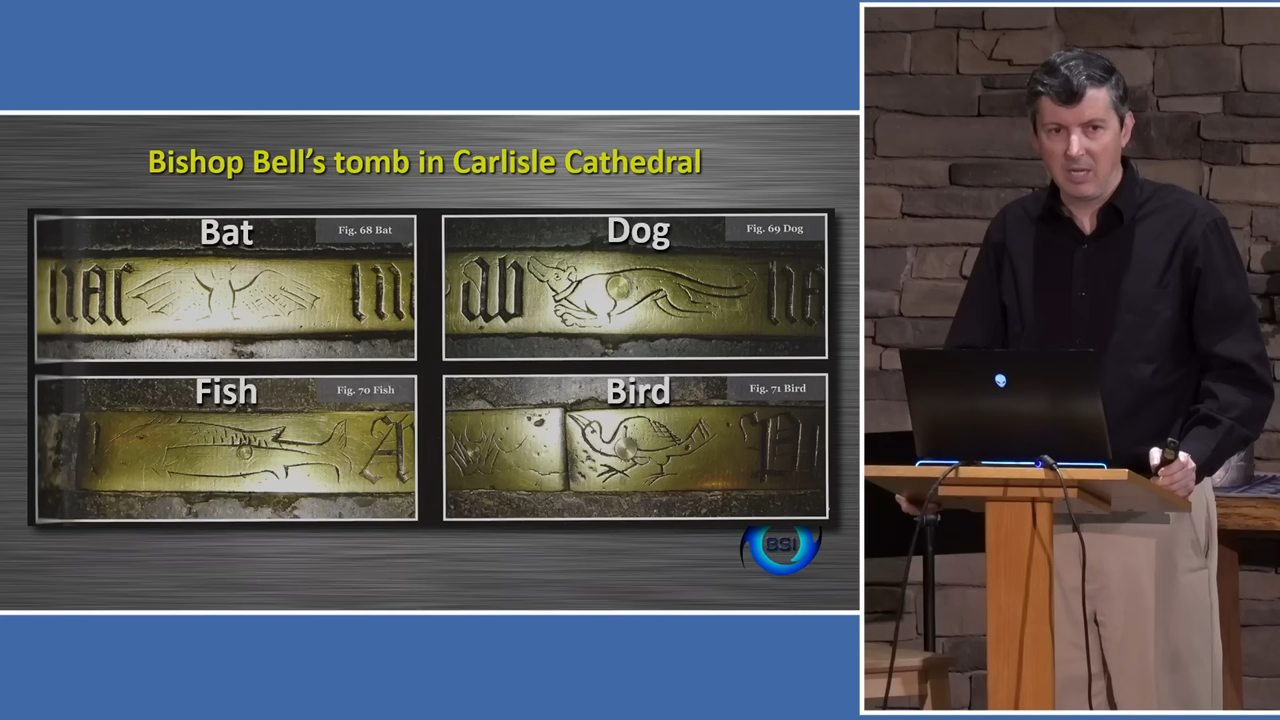 Bishop Bell's tomb in Carlisle Cathedral
Bat
Fig. 68 Bat
Dog
Fig. 69 Dog
ab
Fish
Fig. 70 Fish
A
Bird
Fig. 71 Bird
BSI